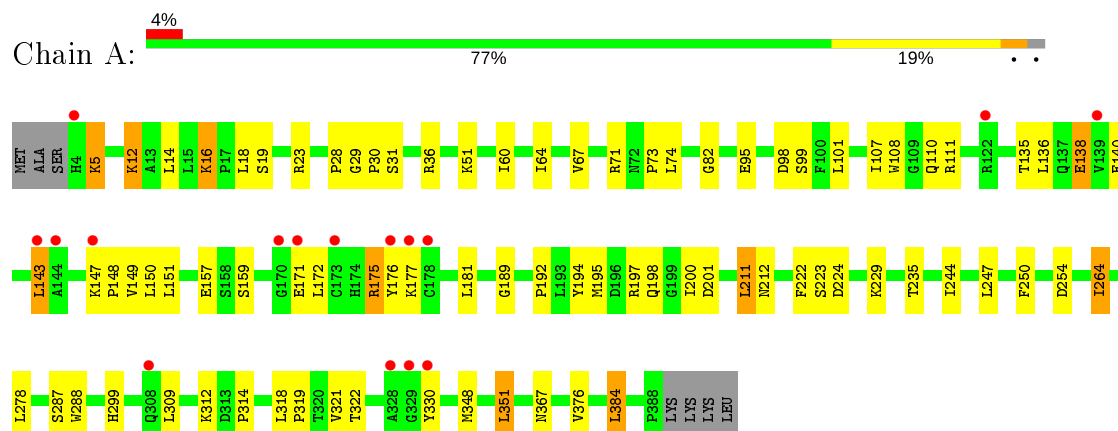 4%
Chain A:
77% 19% • •
MET ALA SER H4 K5 K12 A13 L14 L15 K16 P17 L18 S19 R23 P28 G29 P30 S31 R36 K51 I60 I64 V67 R71 N72 P73 L74 G82 E95 D98 S99 F100 L101 I107 W108 G109 Q110 R111 R122 T135 L136 Q137 E138 V139
L143 A144 K147 P148 V149 L150 L151 E157 S158 S159 G170 E171 L172 C173 H174 R175 Y176 K177 C178 L181 G189 P192 L193 Y194 M195 D196 R197 Q198 G199 I200 D201 L211 N212 F222 S223 D224 K229 T235 I244 L247 F250 D254 I264
L278 S287 W288 H299 Q308 L309 K312 D313 P314 L318 P319 T320 V321 T322 A328 G329 Y330 M348 L351 N367 V376 L384 P388 LYS LYS LYS LEU